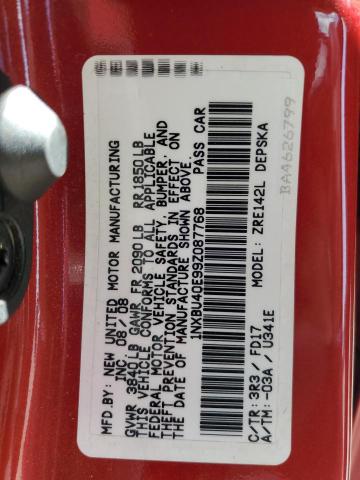 MFD.BY: NEW UNITED MOTOR MANUFACTURING
INC. 08/08
GVWR 3840LB GAWR FR 2090LB RR1850LB
THIS VEHICLE CONFORMS TO ALL APPLICABLE
FEDERAL MOTOR VEHICLE SAFETY, BUMPER, AND
THEFT PREVENTION STANDARDS IN EFFECT ON
THE DATE OF MANUFACTURE SHOWN ABOVE.
1NXBU40E99Z087768 PASS CAR
C/TR: 3R3/FD17 MODEL: ZRE142L DEPSKA
A/TM: -03A/U341E
BA4626799